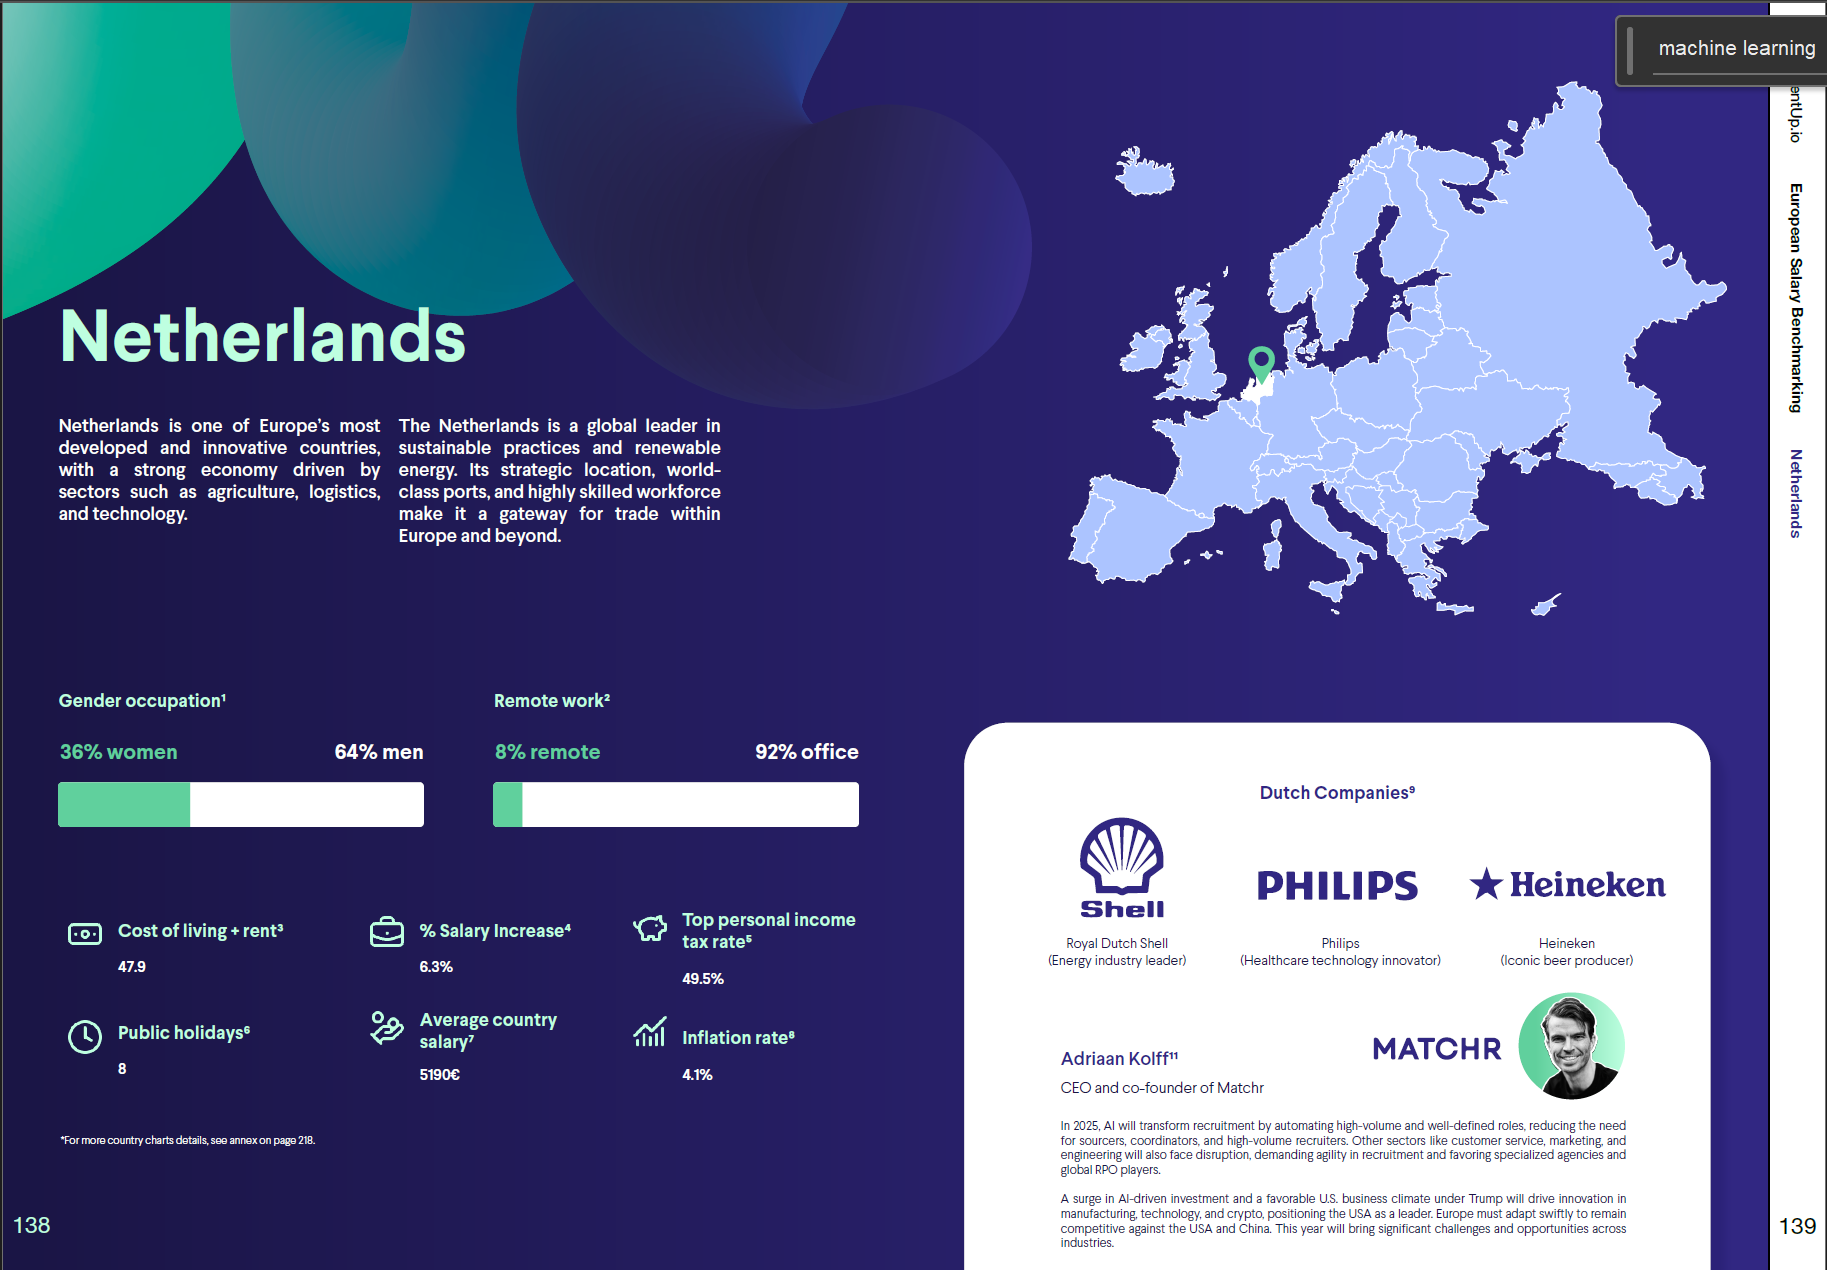 machine learning
entUp.io
European Salary Benchmarking
Netherlands
Netherlands
Netherlands is one of Europe's most
developed and innovative countries,
with a strong economy driven by
sectors such as agriculture, logistics,
and technology.
The Netherlands is a global leader in
sustainable practices and renewable
energy. Its strategic location, world-
class ports, and highly skilled workforce
make it a gateway for trade within
Europe and beyond.
Gender occupation¹
36% women
64% men
Remote work²
8% remote
92% office
Cost of living + rent³
47.9
% Salary Increase⁴
6.3%
Top personal income
tax rate⁵
49.5%
Public holidays⁶
8
Average country
salary⁷
5190€
Inflation rate⁸
4.1%
*For more country charts details, see annex on page 218.
138
Dutch Companies⁹
Shell
PHILIPS
Heineken
Royal Dutch Shell
(Energy industry leader)
Philips
(Healthcare technology innovator)
Heineken
(Iconic beer producer)
Adriaan Kolff¹¹
CEO and co-founder of Matchr
MATCHR
In 2025, AI will transform recruitment by automating high-volume and well-defined roles, reducing the need
for sourcers, coordinators, and high-volume recruiters. Other sectors like customer service, marketing, and
engineering will also face disruption, demanding agility in recruitment and favoring specialized agencies and
global RPO players.
A surge in AI-driven investment and a favorable U.S. business climate under Trump will drive innovation in
manufacturing, technology, and crypto, positioning the USA as a leader. Europe must adapt swiftly to remain
competitive against the USA and China. This year will bring significant challenges and opportunities across
industries.
139